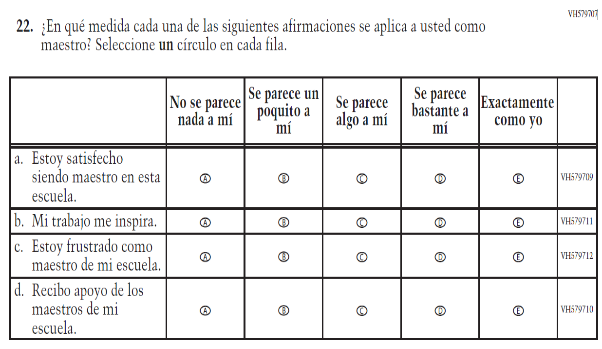 VH579707
22. ¿En qué medida cada una de las siguientes afirmaciones se aplica a usted como
maestro? Seleccione un círculo en cada fila.
No se parece nada a mí
Se parece un poquito a mí
Se parece algo a mí
Se parece bastante a mí
Exactamente como yo
a. Estoy satisfecho
siendo maestro en esta
escuela.
A B C D E VH579709
b. Mi trabajo me inspira. A B C D E VH579711
c. Estoy frustrado como
maestro de mi escuela.
A B C D E VH579712
d. Recibo apoyo de los
maestros de mi
escuela.
A B C D E VH579710